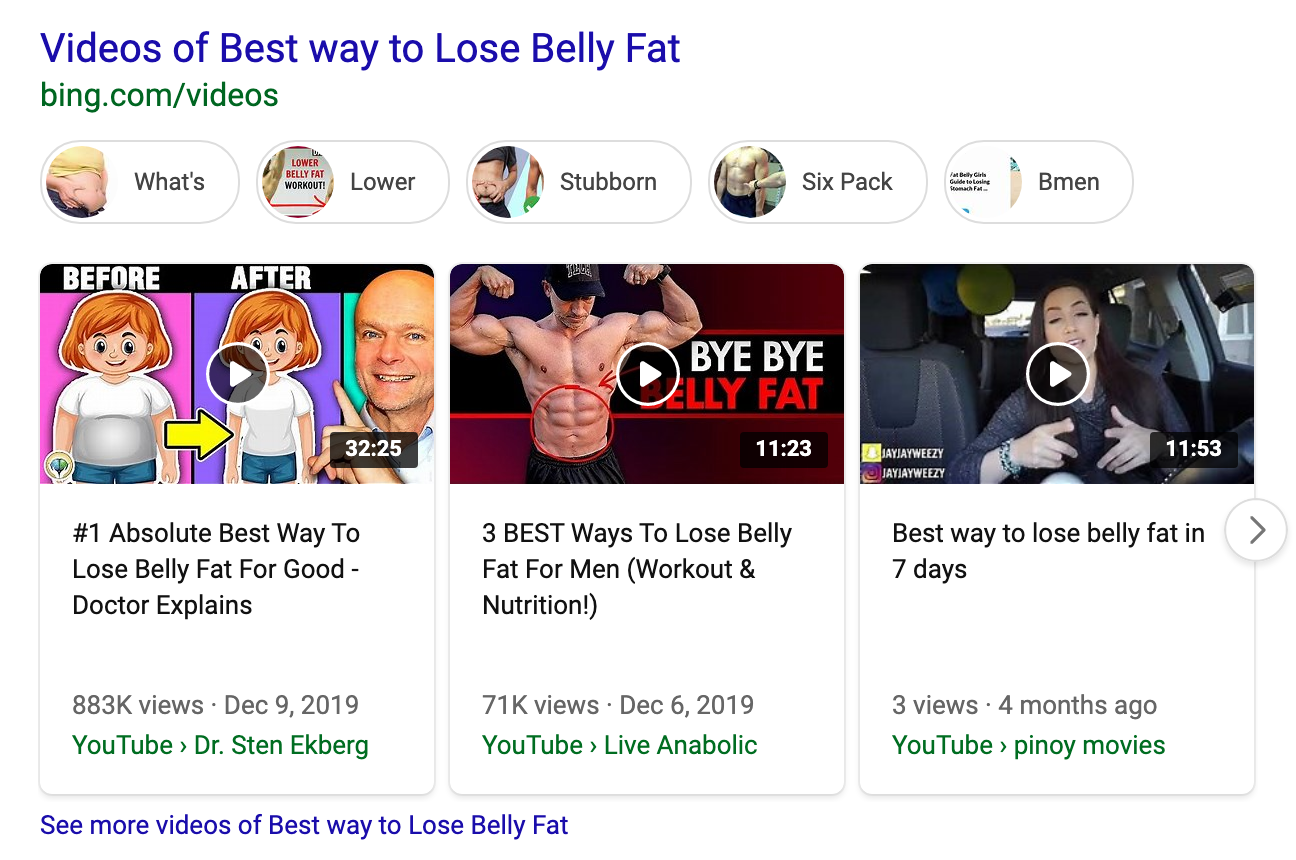 Videos of Best way to Lose Belly Fat
bing.com/videos
What's
LOWER
BELLY FAT
WORKOUT!
Lower
Stubborn
Six Pack
Fat Belly Girls
Guide to Losing
Stomach Fat ...
Bmen
BEFORE AFTER
32:25
BYE BYE
BELLY FAT
11:23
JAYJAYWEEZY
JAYJAYWEEZY
11:53
#1 Absolute Best Way To
Lose Belly Fat For Good -
Doctor Explains
883K views · Dec 9, 2019
YouTube › Dr. Sten Ekberg
3 BEST Ways To Lose Belly
Fat For Men (Workout &
Nutrition!)
71K views · Dec 6, 2019
YouTube › Live Anabolic
Best way to lose belly fat in
7 days
3 views · 4 months ago
YouTube › pinoy movies
See more videos of Best way to Lose Belly Fat